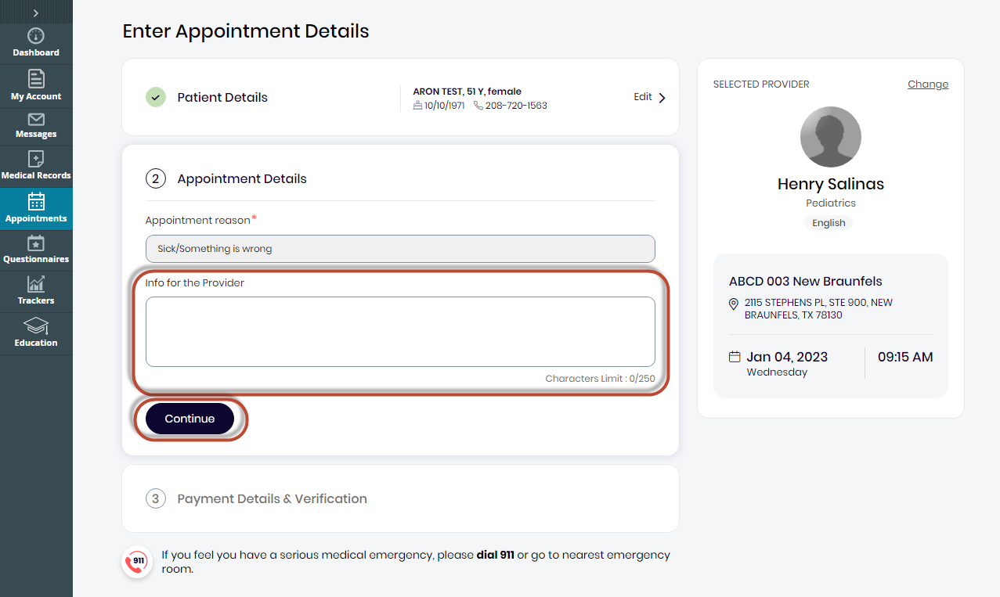 Dashboard
My Account
Messages
Medical Records
Appointments
Questionnaires
Trackers
Education
Enter Appointment Details
Patient Details
ARON TEST, 51 Y, female
10/10/1971 208-720-1563
Edit
2 Appointment Details
Appointment reason*
Sick/Something is wrong
Info for the Provider
Characters Limit : 0/250
Continue
3 Payment Details & Verification
911
If you feel you have a serious medical emergency, please dial 911 or go to nearest emergency
room.
SELECTED PROVIDER Change
Henry Salinas
Pediatrics
English
ABCD 003 New Braunfels
2115 STEPHENS PL, STE 900, NEW
BRAUNFELS, TX 78130
Jan 04, 2023 09:15 AM
Wednesday